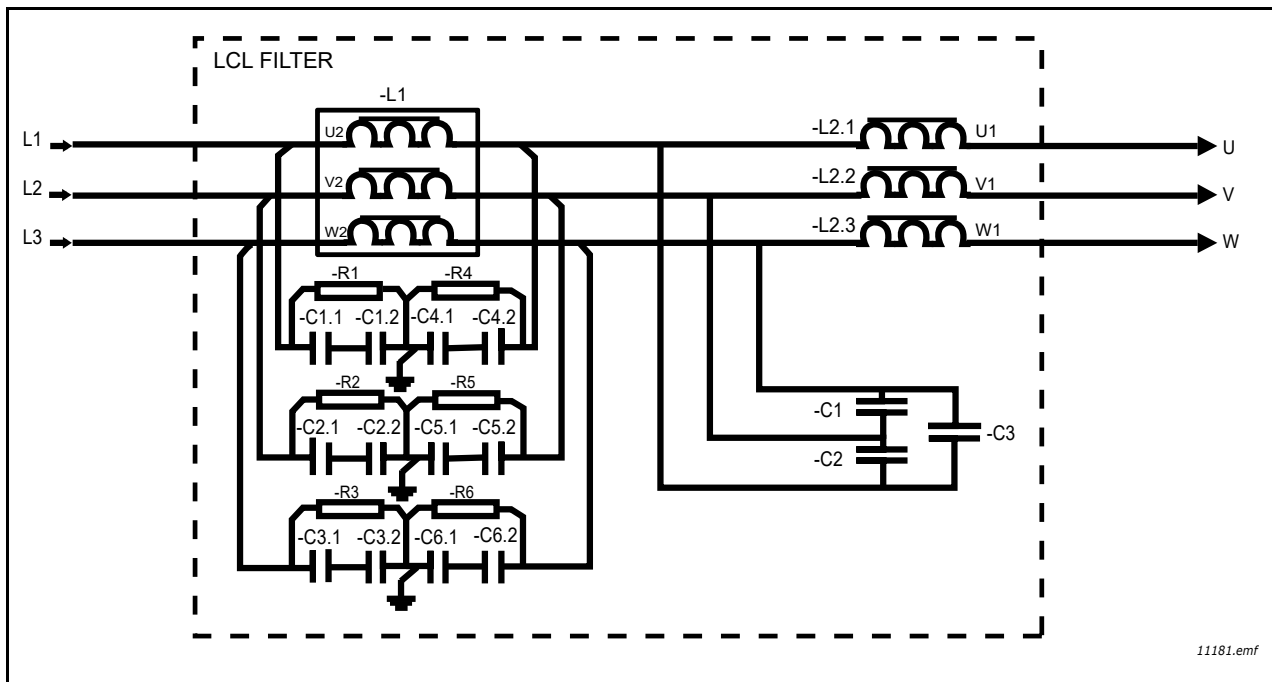 LCL FILTER
-L1
L1
U2
-L2.1
U1
U
L2
V2
-L2.2
V1
V
L3
W2
-L2.3
W1
W
-R1
-R4
-C1.1
-C1.2
-C4.1
-C4.2
-R2
-R5
-C2.1
-C2.2
-C5.1
-C5.2
-C1
-C3
-C2
-R3
-R6
-C3.1
-C3.2
-C6.1
-C6.2
11181.emf